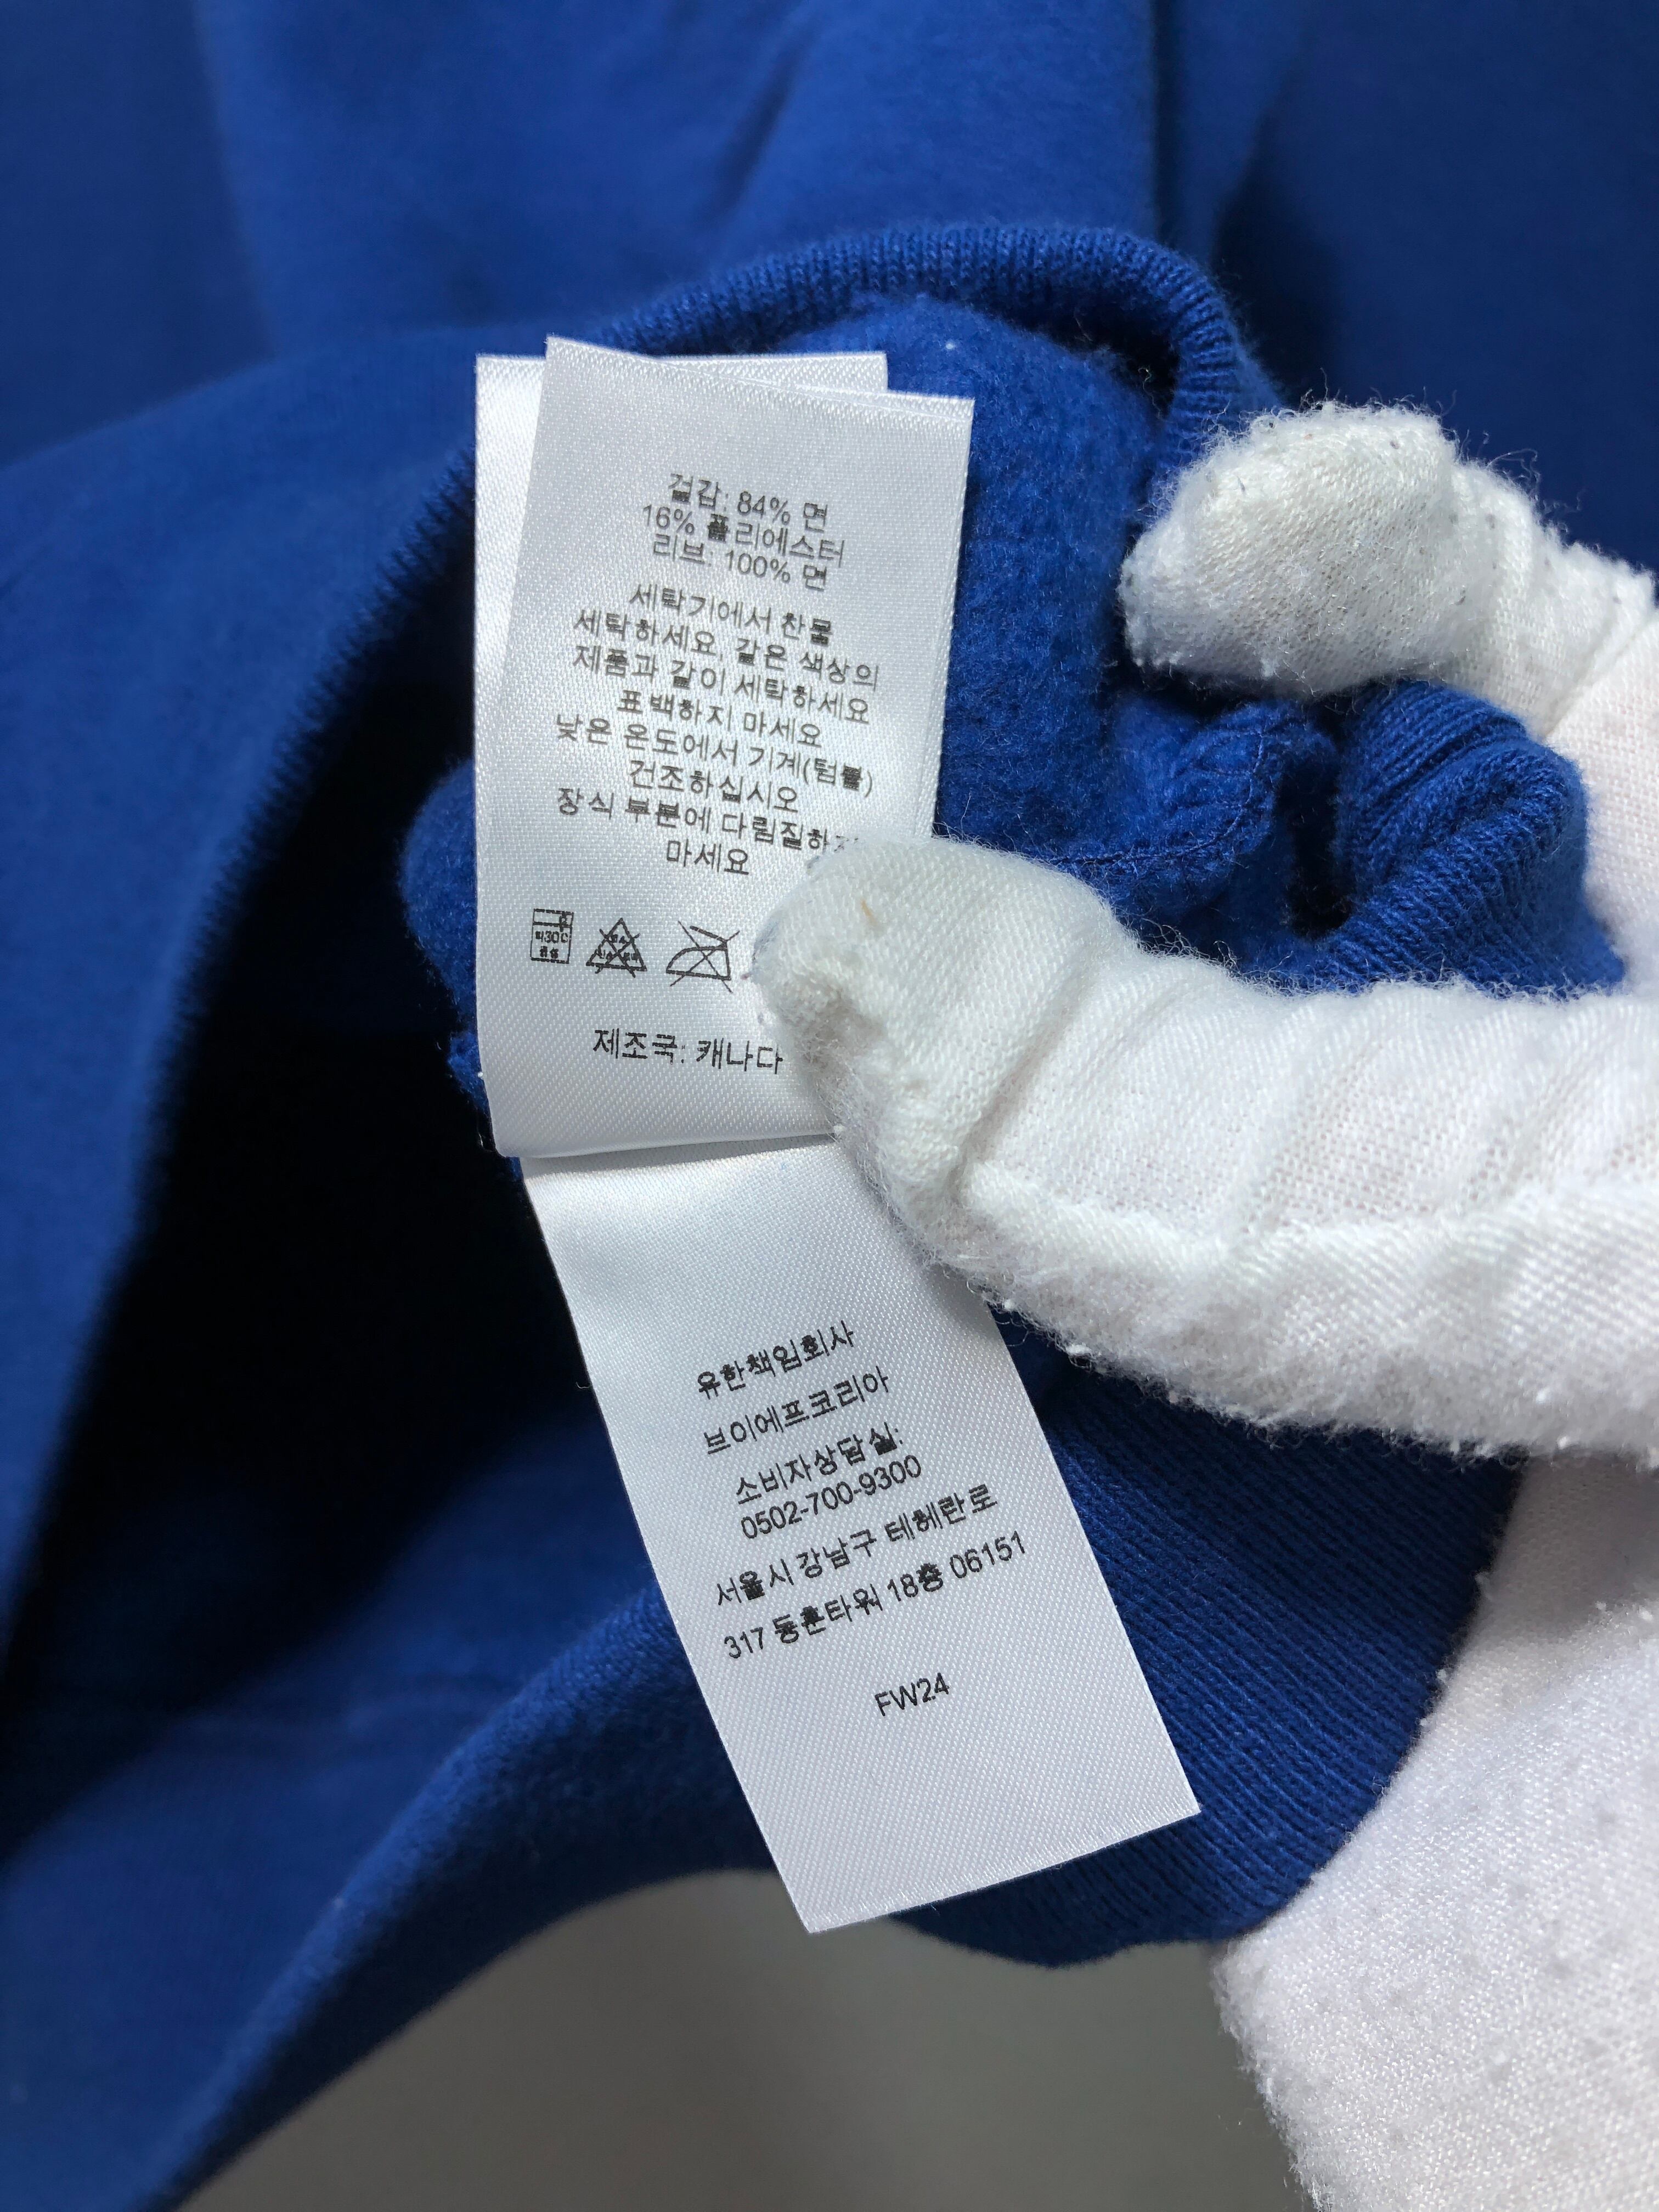 겉감: 84% 면
16% 폴리에스터
리브: 100% 면
세탁기에서 찬물
세탁하세요. 같은 색상의
제품과 같이 세탁하세요
표백하지 마세요
낮은 온도에서 기계(텀블)
건조하십시오
장식 부분에 다림질하지
마세요
30℃
제조국: 캐나다
유한책임회사
브이에프코리아
소비자상담실:
0502-700-9300
서울시 강남구 테헤란로
317 동훈타워 18층 06151
FW24